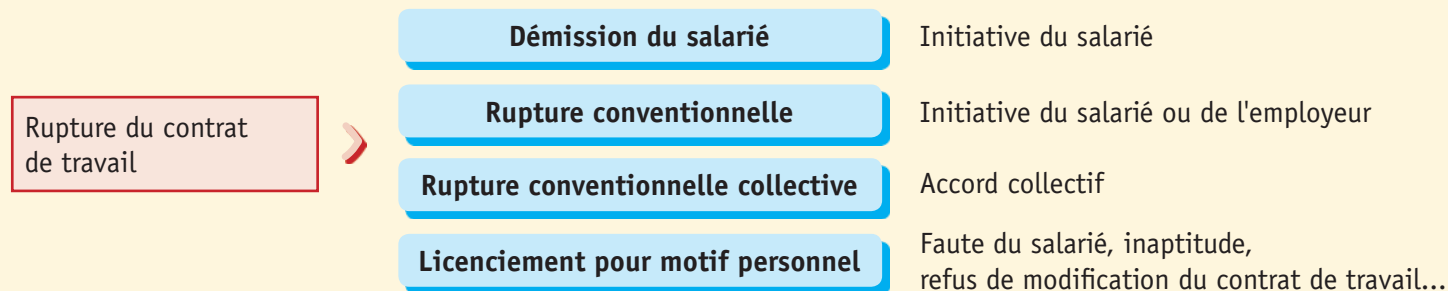 Rupture du contrat
de travail
Démission du salarié
Initiative du salarié
Rupture conventionnelle
Initiative du salarié ou de l'employeur
Rupture conventionnelle collective
Accord collectif
Licenciement pour motif personnel
Faute du salarié, inaptitude,
refus de modification du contrat de travail...